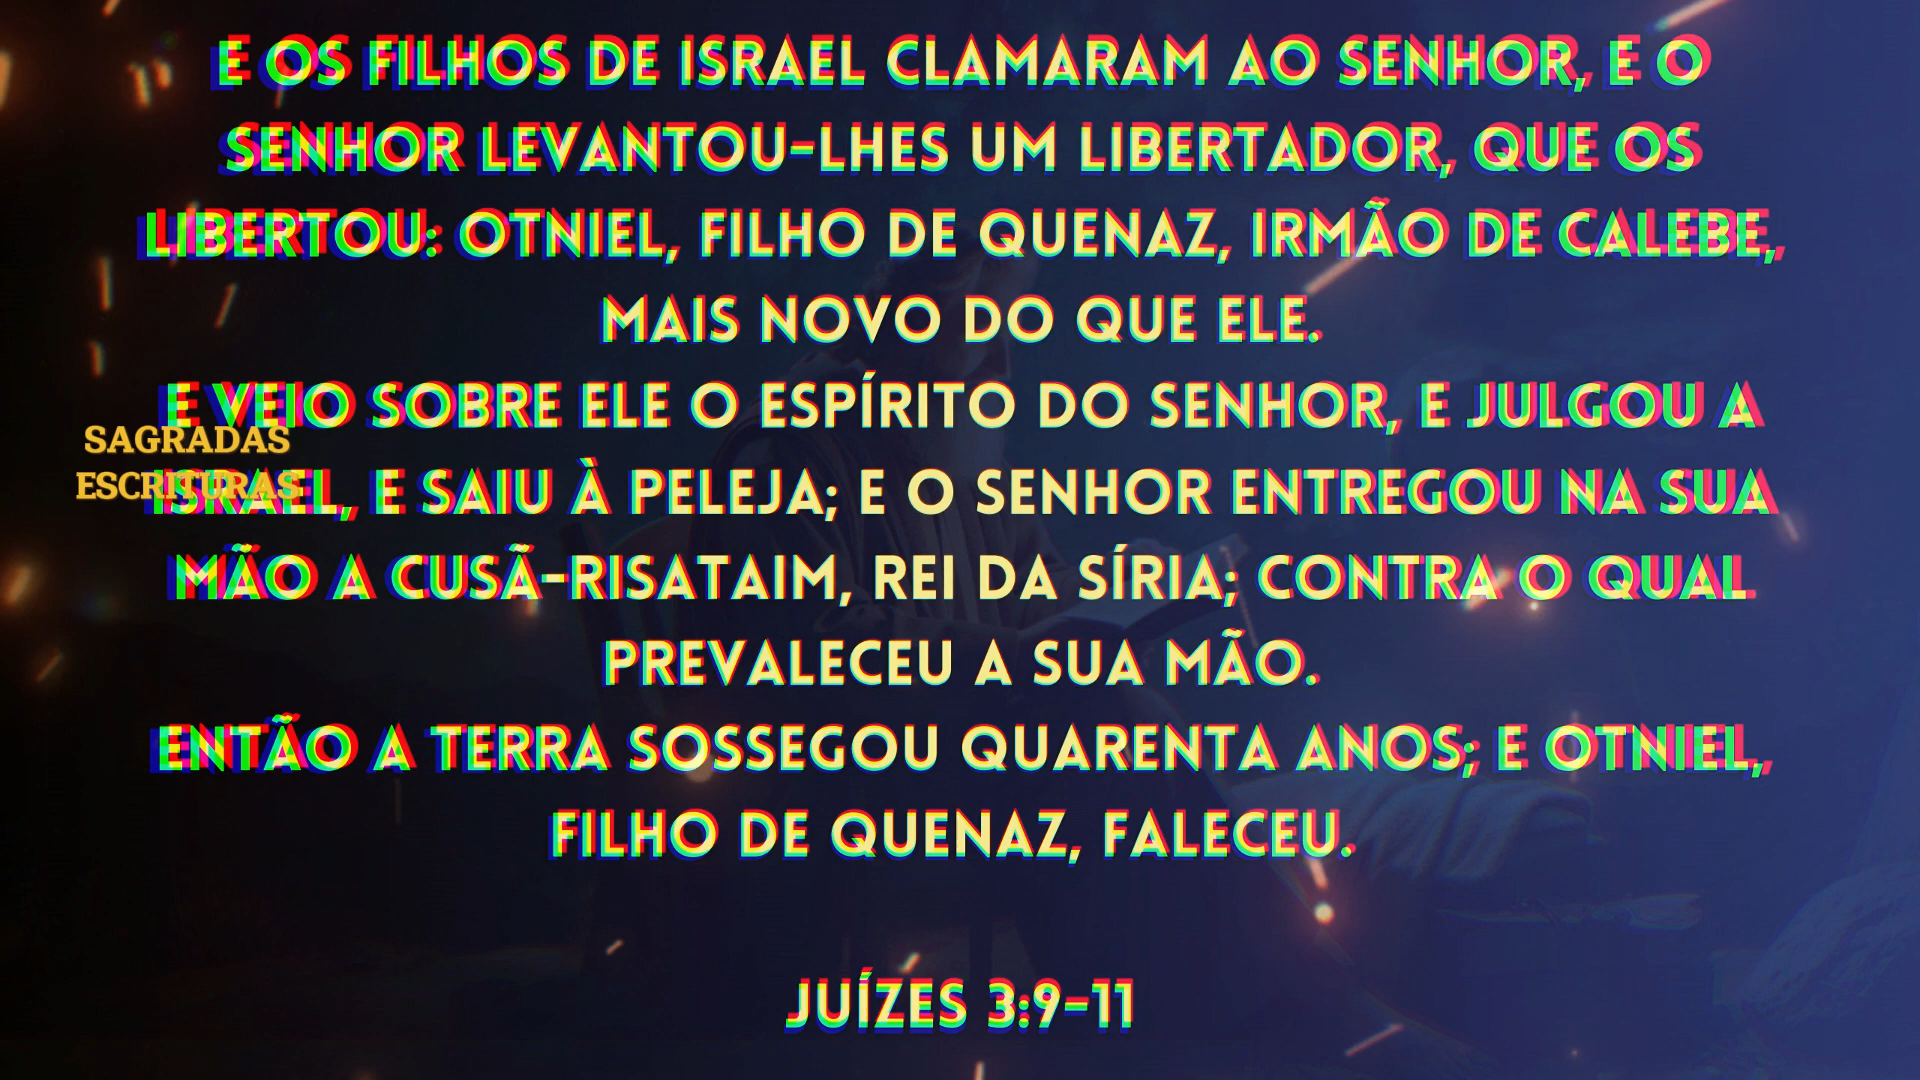 E OS FILHOS DE ISRAEL CLAMARAM AO SENHOR, E O
SENHOR LEVANTOU-LHES UM LIBERTADOR, QUE OS
LIBERTOU: OTNIEL, FILHO DE QUENAZ, IRMÃO DE CALEBE,
MAIS NOVO DO QUE ELE.
E VEIO SOBRE ELE O ESPÍRITO DO SENHOR, E JULGOU A
ISRAEL, E SAIU À PELEJA; E O SENHOR ENTREGOU NA SUA
MÃO A CUSÃ-RISATAIM, REI DA SÍRIA; CONTRA O QUAL
PREVALECEU A SUA MÃO.
ENTÃO A TERRA SOSSEGOU QUARENTA ANOS; E OTNIEL,
FILHO DE QUENAZ, FALECEU.
JUÍZES 3:9-11
SAGRADAS
ESCRITURAS